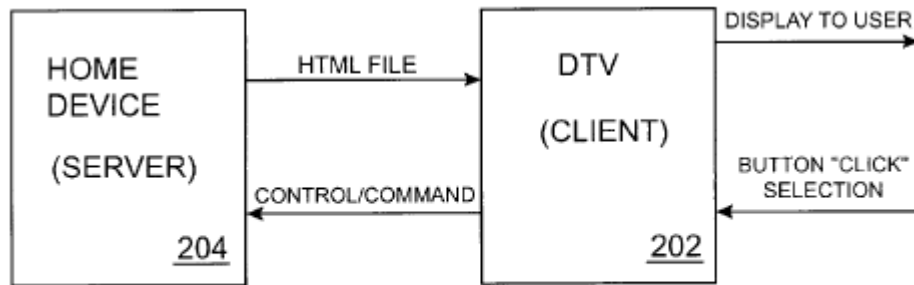 HOME
DEVICE
(SERVER)
204
HTML FILE
CONTROL/COMMAND
DTV
(CLIENT)
202
DISPLAY TO USER
BUTTON "CLICK"
SELECTION